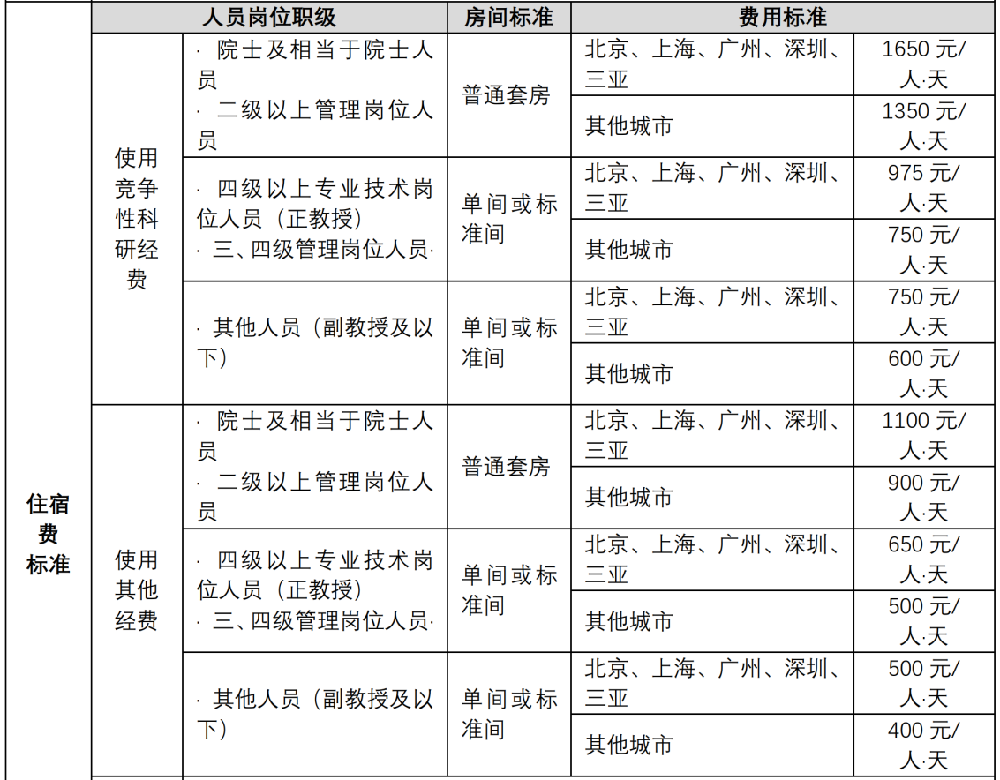 人员岗位职级 房间标准 费用标准
住宿
费
标准
使用
竞争
性科
研经
费
· 院士及相当于院士人
员
· 二级以上管理岗位人
员
普通套房
北京、上海、广州、深圳、
三亚
1650 元/
人·天
其他城市
1350 元/
人·天
· 四级以上专业技术岗
位人员（正教授）
· 三、四级管理岗位人员·
单间或标
准间
北京、上海、广州、深圳、
三亚
975 元/
人·天
其他城市
750 元/
人·天
· 其他人员（副教授及以
下）
单间或标
准间
北京、上海、广州、深圳、
三亚
750 元/
人·天
其他城市
600 元/
人·天
使用
其他
经费
· 院士及相当于院士人
员
· 二级以上管理岗位人
员
普通套房
北京、上海、广州、深圳、
三亚
1100 元/
人·天
其他城市
900 元/
人·天
· 四级以上专业技术岗
位人员（正教授）
· 三、四级管理岗位人员·
单间或标
准间
北京、上海、广州、深圳、
三亚
650 元/
人·天
其他城市
500 元/
人·天
· 其他人员（副教授及以
下）
单间或标
准间
北京、上海、广州、深圳、
三亚
500 元/
人·天
其他城市
400 元/
人·天